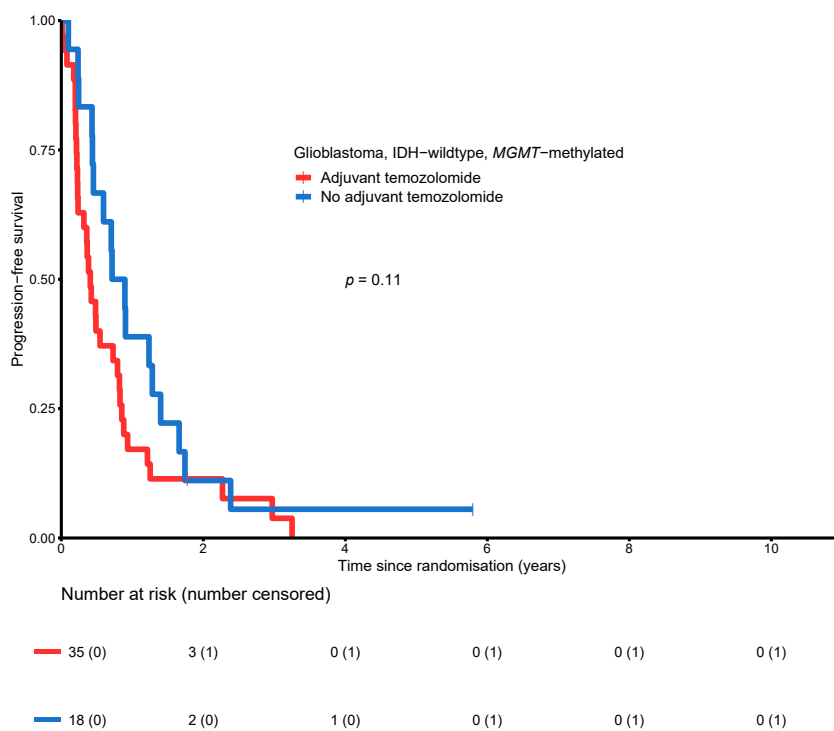 1.00
0.75
0.50
0.25
0.00
Progression−free survival
Glioblastoma, IDH−wildtype, MGMT−methylated
Adjuvant temozolomide
No adjuvant temozolomide
p = 0.11
0 2 4 6 8 10
Time since randomisation (years)
Number at risk (number censored)
35 (0) 3 (1) 0 (1) 0 (1) 0 (1) 0 (1)
18 (0) 2 (0) 1 (0) 0 (1) 0 (1) 0 (1)